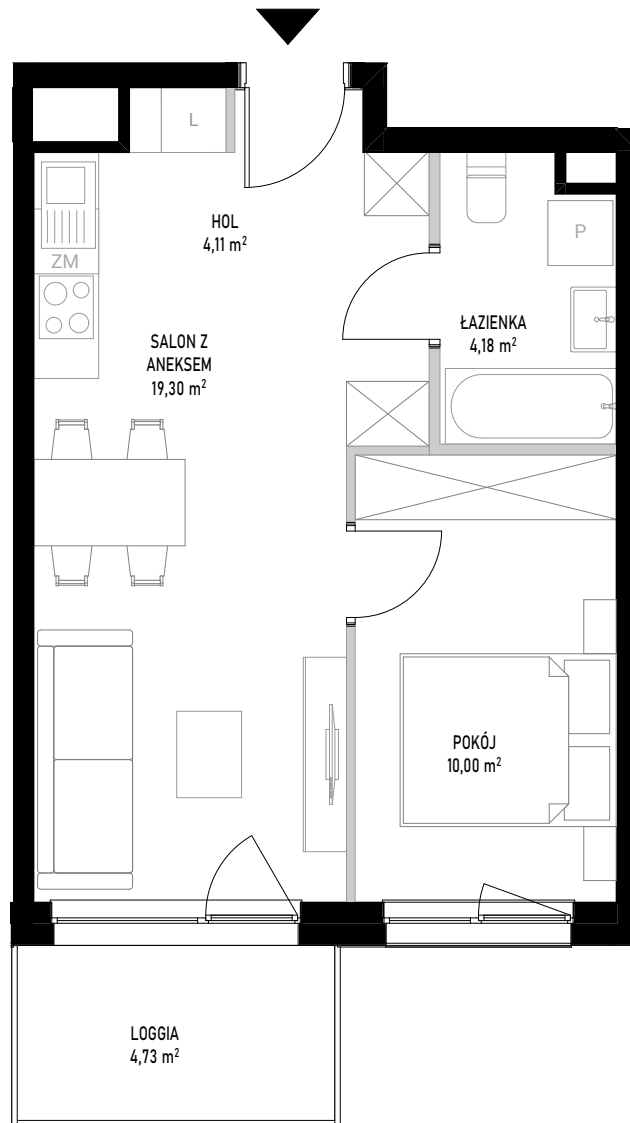 L
HOL
4,11 m²
ZM
P
ŁAZIENKA
4,18 m²
SALON Z
ANEKSEM
19,30 m²
POKÓJ
10,00 m²
LOGGIA
4,73 m²